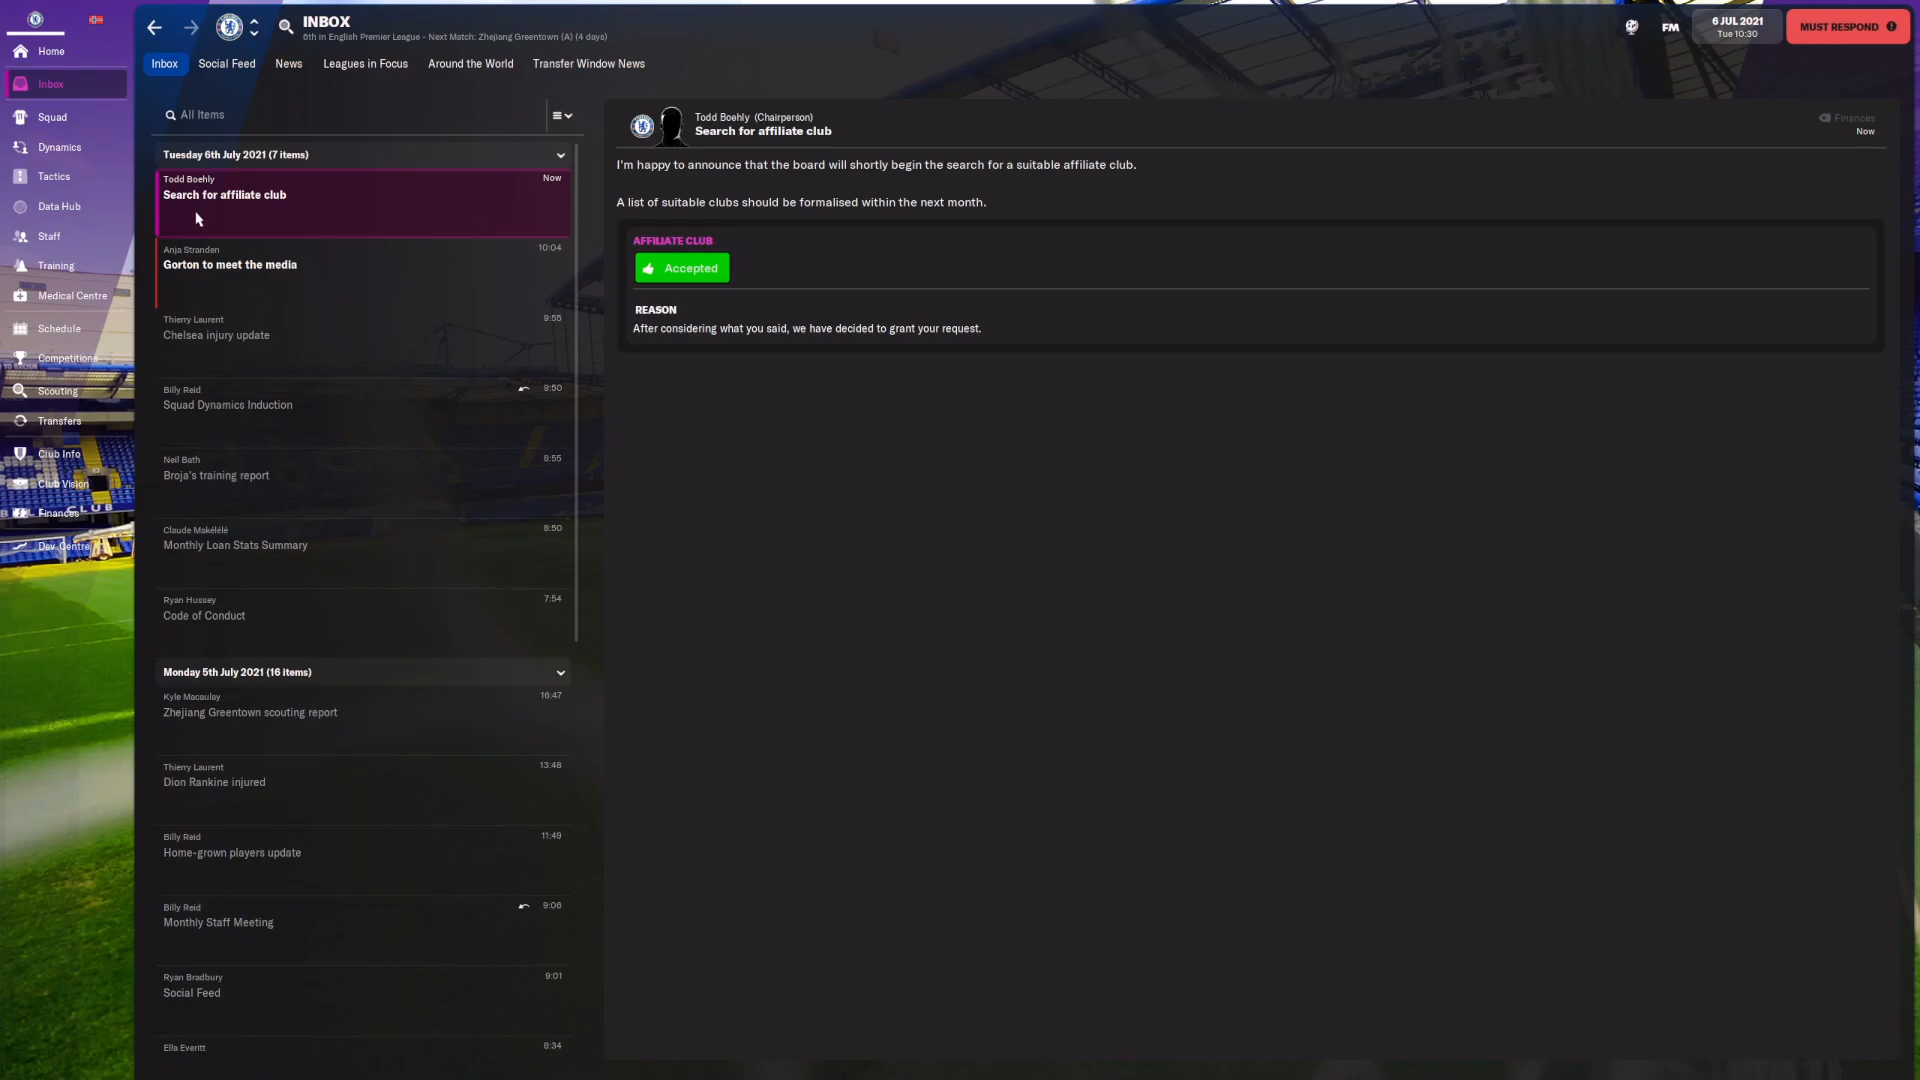 INBOX
6th in English Premier League - Next Match: Zhejiang Greentown (A) (4 days)
FM
6 JUL 2021
Tue 10:30
MUST RESPOND
Home
Inbox
Squad
Dynamics
Tactics
Data Hub
Staff
Training
Medical Centre
Schedule
Competitions
Scouting
Transfers
Club Info
Club Vision
Finances
Dev. Centre
Inbox
Social Feed
News
Leagues in Focus
Around the World
Transfer Window News
All Items
Tuesday 6th July 2021 (7 items)
Todd Boehly
Now
Search for affiliate club
Anja Stranden
10:04
Gorton to meet the media
Thierry Laurent
9:55
Chelsea injury update
Billy Reid
9:50
Squad Dynamics Induction
Neil Bath
8:55
Broja's training report
Claude Makélélé
8:50
Monthly Loan Stats Summary
Ryan Hussey
7:54
Code of Conduct
Monday 5th July 2021 (16 items)
Kyle Macaulay
16:47
Zhejiang Greentown scouting report
Thierry Laurent
13:48
Dion Rankine injured
Billy Reid
11:49
Home-grown players update
Billy Reid
9:06
Monthly Staff Meeting
Ryan Bradbury
9:01
Social Feed
Ella Everitt
8:34
Todd Boehly (Chairperson)
Search for affiliate club
Finances
Now
I'm happy to announce that the board will shortly begin the search for a suitable affiliate club.
A list of suitable clubs should be formalised within the next month.
AFFILIATE CLUB
Accepted
REASON
After considering what you said, we have decided to grant your request.